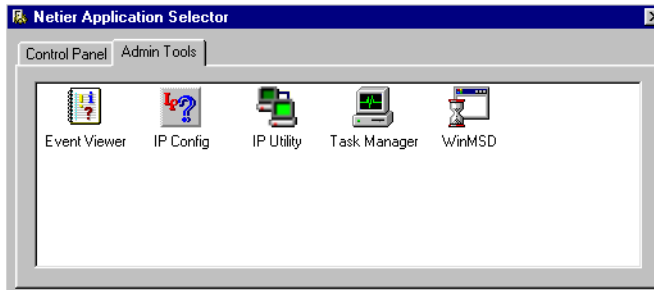 Netier Application Selector
Control Panel Admin Tools
Event Viewer IP Config IP Utility Task Manager WinMSD